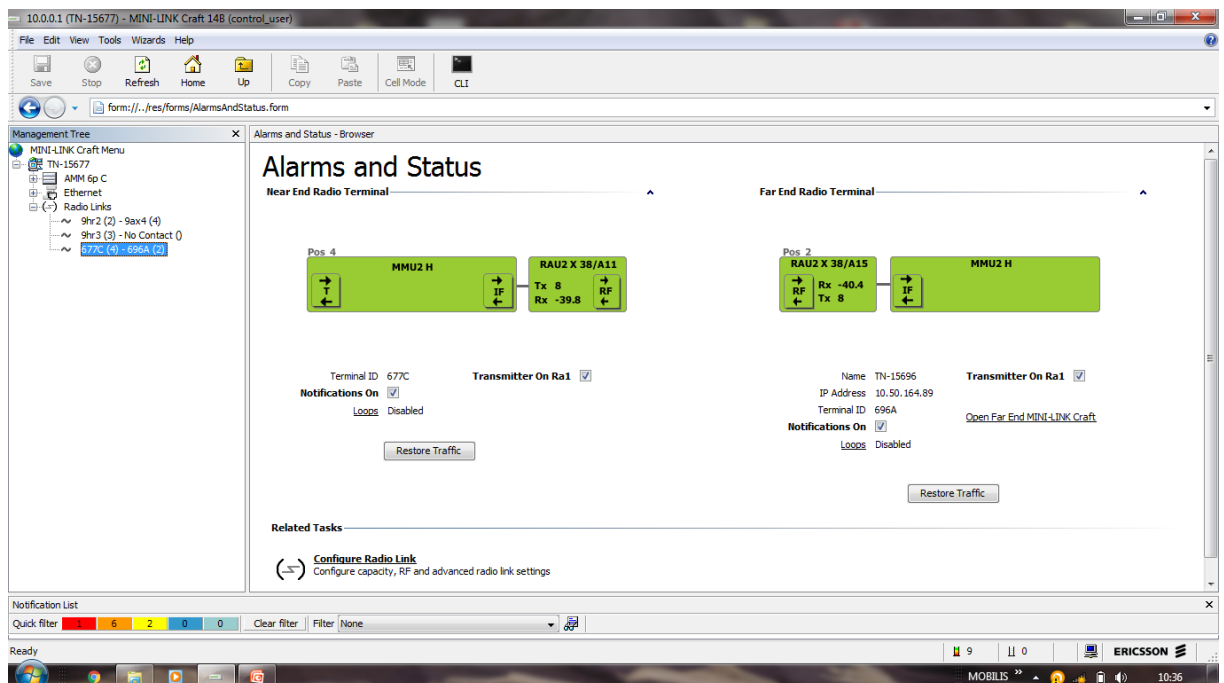 10.0.0.1 (TN-15677) - MINI-LINK Craft 14B (control_user)
File Edit View Tools Wizards Help
Save Stop Refresh Home Up Copy Paste Cell Mode CLI
form://../res/forms/AlarmsAndStatus.form
Management Tree
MINI-LINK Craft Menu
TN-15677
AMM 6p C
Ethernet
Radio Links
9hr2 (2) - 9ax4 (4)
9hr3 (3) - No Contact ()
677C (4) - 696A (2)
Alarms and Status - Browser
Alarms and Status
Near End Radio Terminal
Pos 4
MMU2 H
T
IF
RAU2 X 38/A11
Tx 8
Rx -39.8
RF
Terminal ID 677C
Notifications On
Loops Disabled
Transmitter On Ra1
Restore Traffic
Far End Radio Terminal
Pos 2
RAU2 X 38/A15
RF
Rx -40.4
Tx 8
IF
MMU2 H
Name TN-15696
IP Address 10.50.164.89
Terminal ID 696A
Notifications On
Loops Disabled
Transmitter On Ra1
Open Far End MINI-LINK Craft
Restore Traffic
Related Tasks
Configure Radio Link
Configure capacity, RF and advanced radio link settings
Notification List
Quick filter 1 6 2 0 0 Clear filter Filter None
Ready 9 0 ERICSSON
MOBILIS 10:36